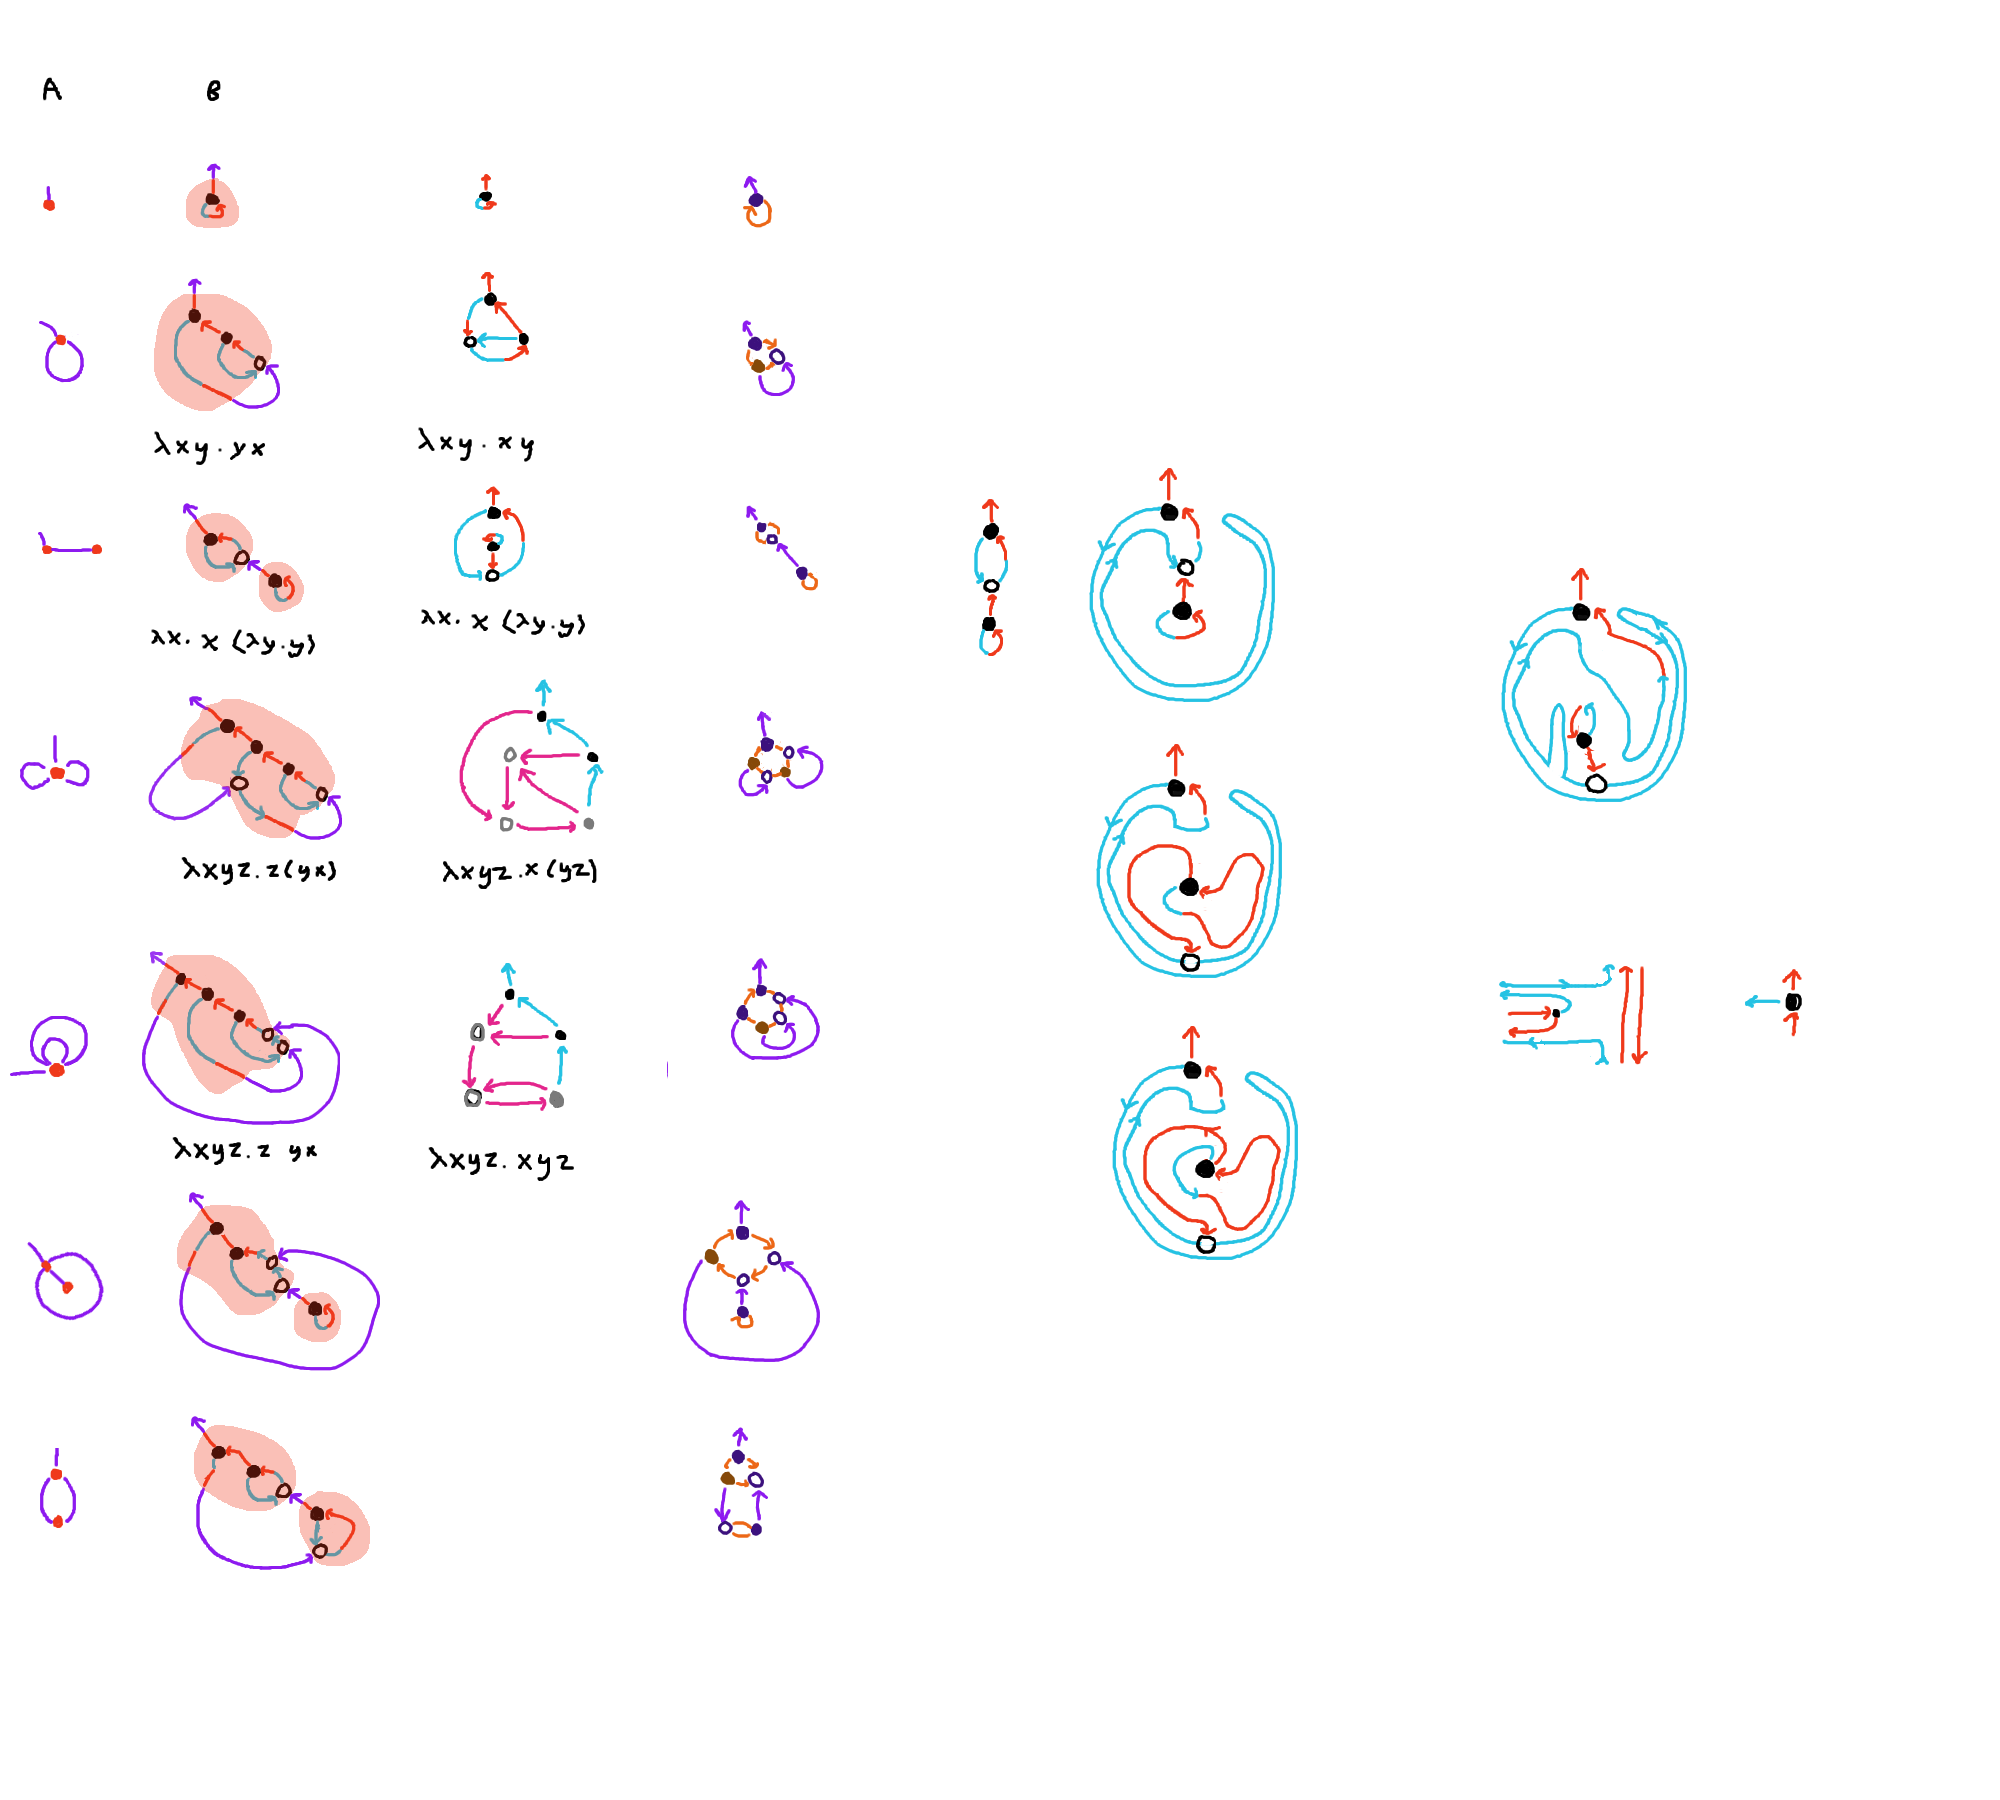 A B
λxy.yx λxy.xy
λx.x(λy.y) λx.x(λy.y)
λxyz.z(yx) λxyz.x(yz)
λxyz.z yx λxyz.xyz